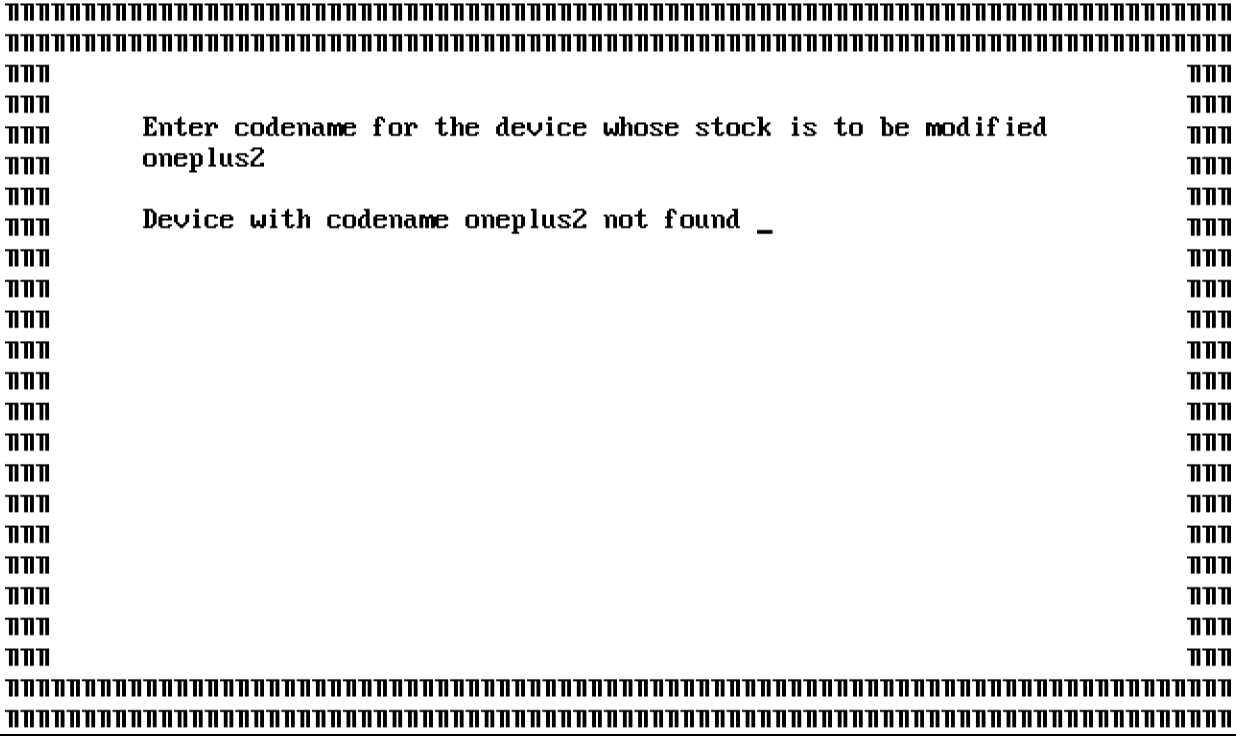 Enter codename for the device whose stock is to be modified
oneplus2
Device with codename oneplus2 not found _